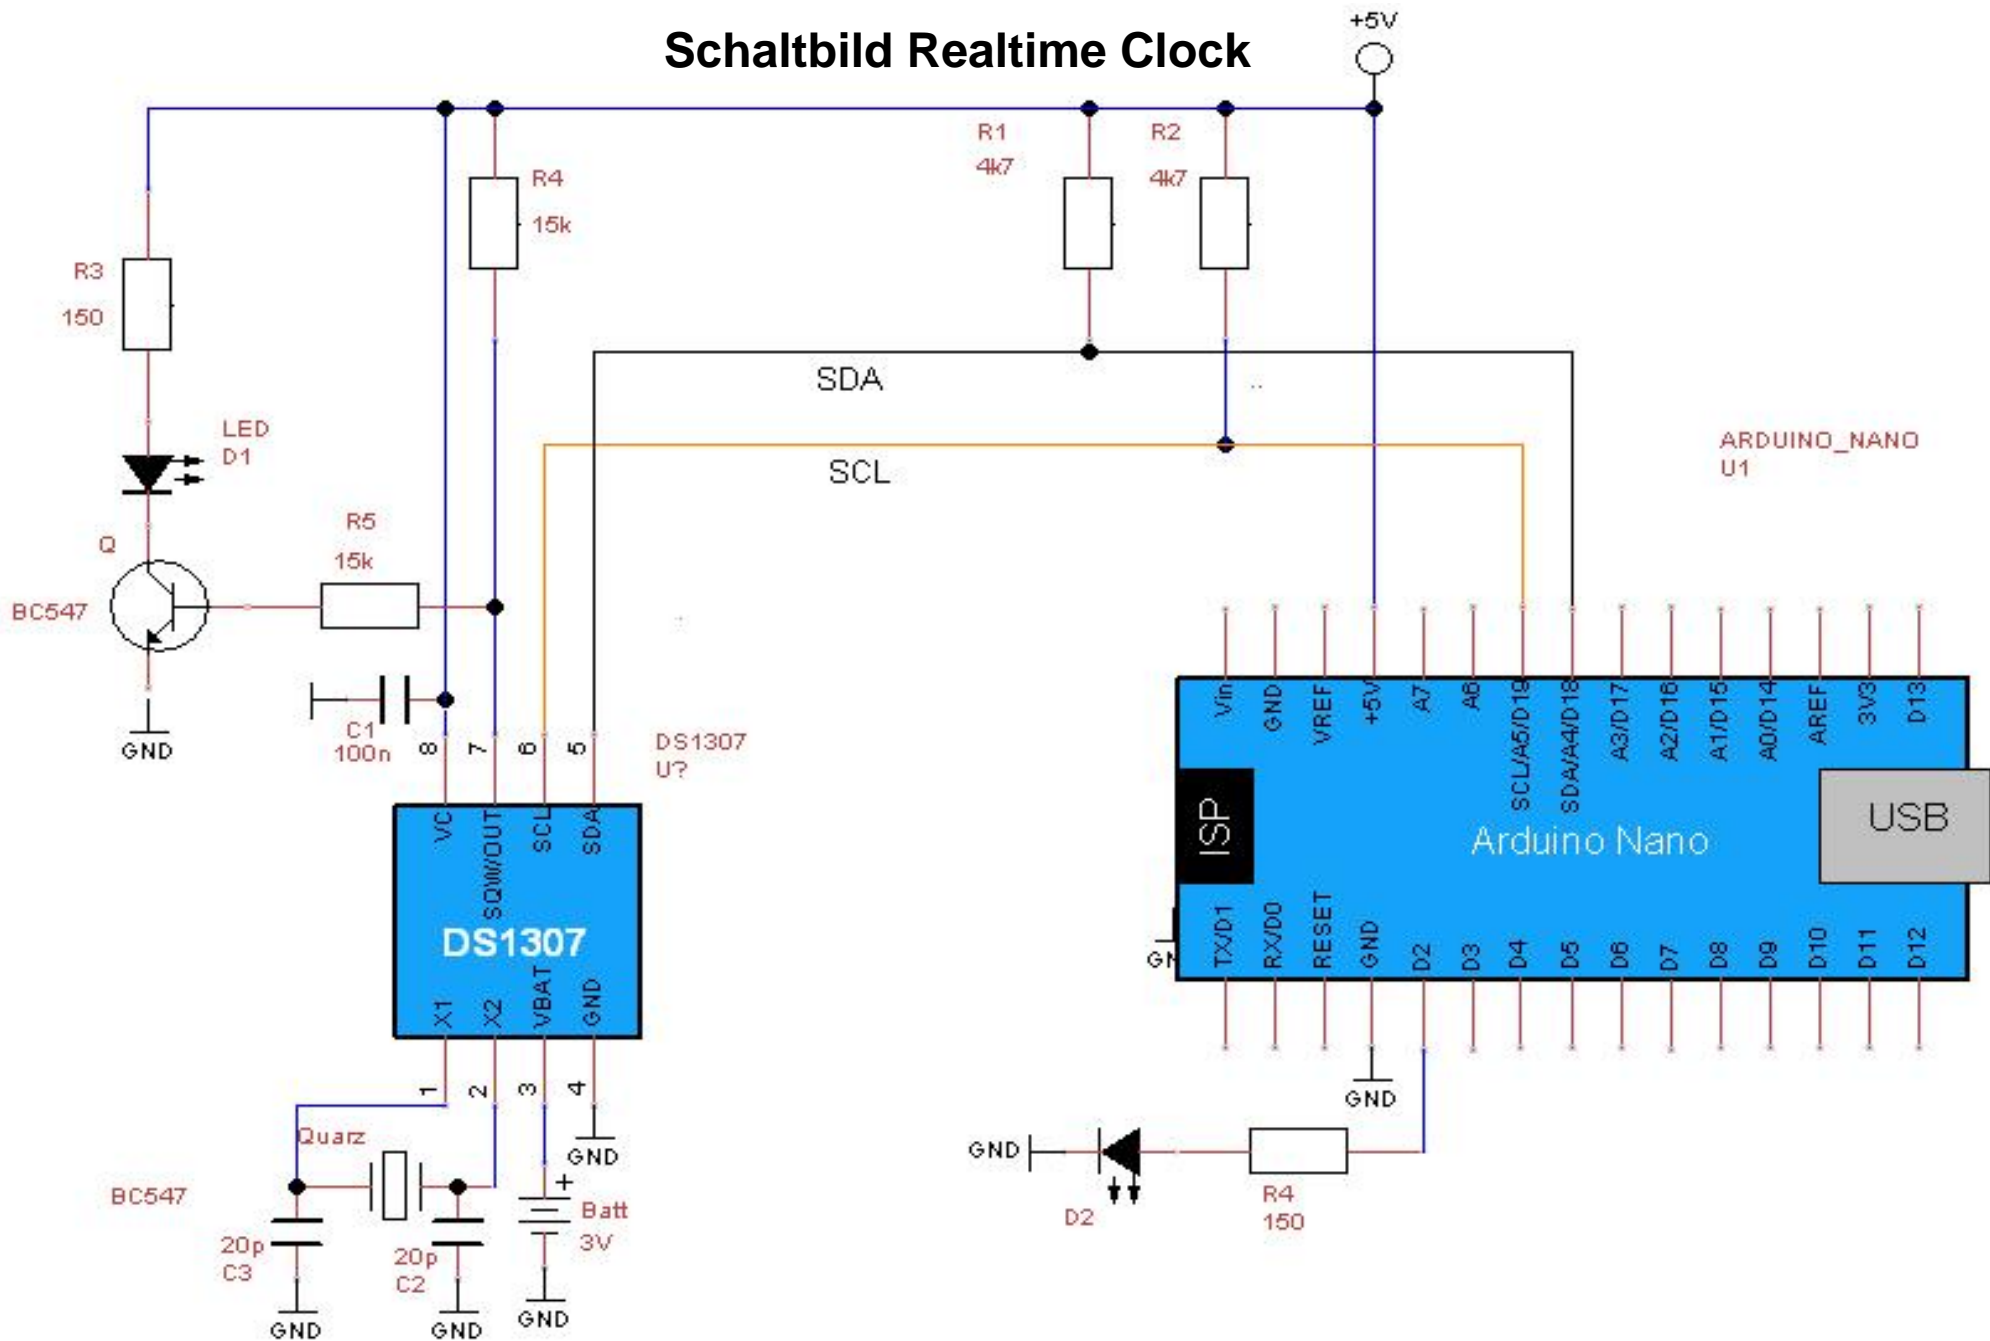 +5V
Schaltbild Realtime Clock
R1
4k7
R2
4k7
R4
15k
R3
150
SDA
LED
D1
SCL
ARDUINO_NANO
U1
R5
15k
Q
BC547
C1
100n
GND
8
7
6
5
DS1307
U?
VC
SQW/OUT
SCL
SDA
DS1307
X1
X2
VBAT
GND
1
2
3
4
GND
Quarz
BC547
20p
C3
20p
C2
+
Batt
3V
GND
GND
GND
Vin
GND
VREF
+5V
A7
A6
SCL/A5/D19
SDA/A4/D18
A3/D17
A2/D16
A1/D15
A0/D14
AREF
3V3
D13
ISP
Arduino Nano
USB
TX/D1
RX/D0
RESET
GND
D2
D3
D4
D5
D6
D7
D8
D9
D10
D11
D12
GND
GND
D2
R4
150